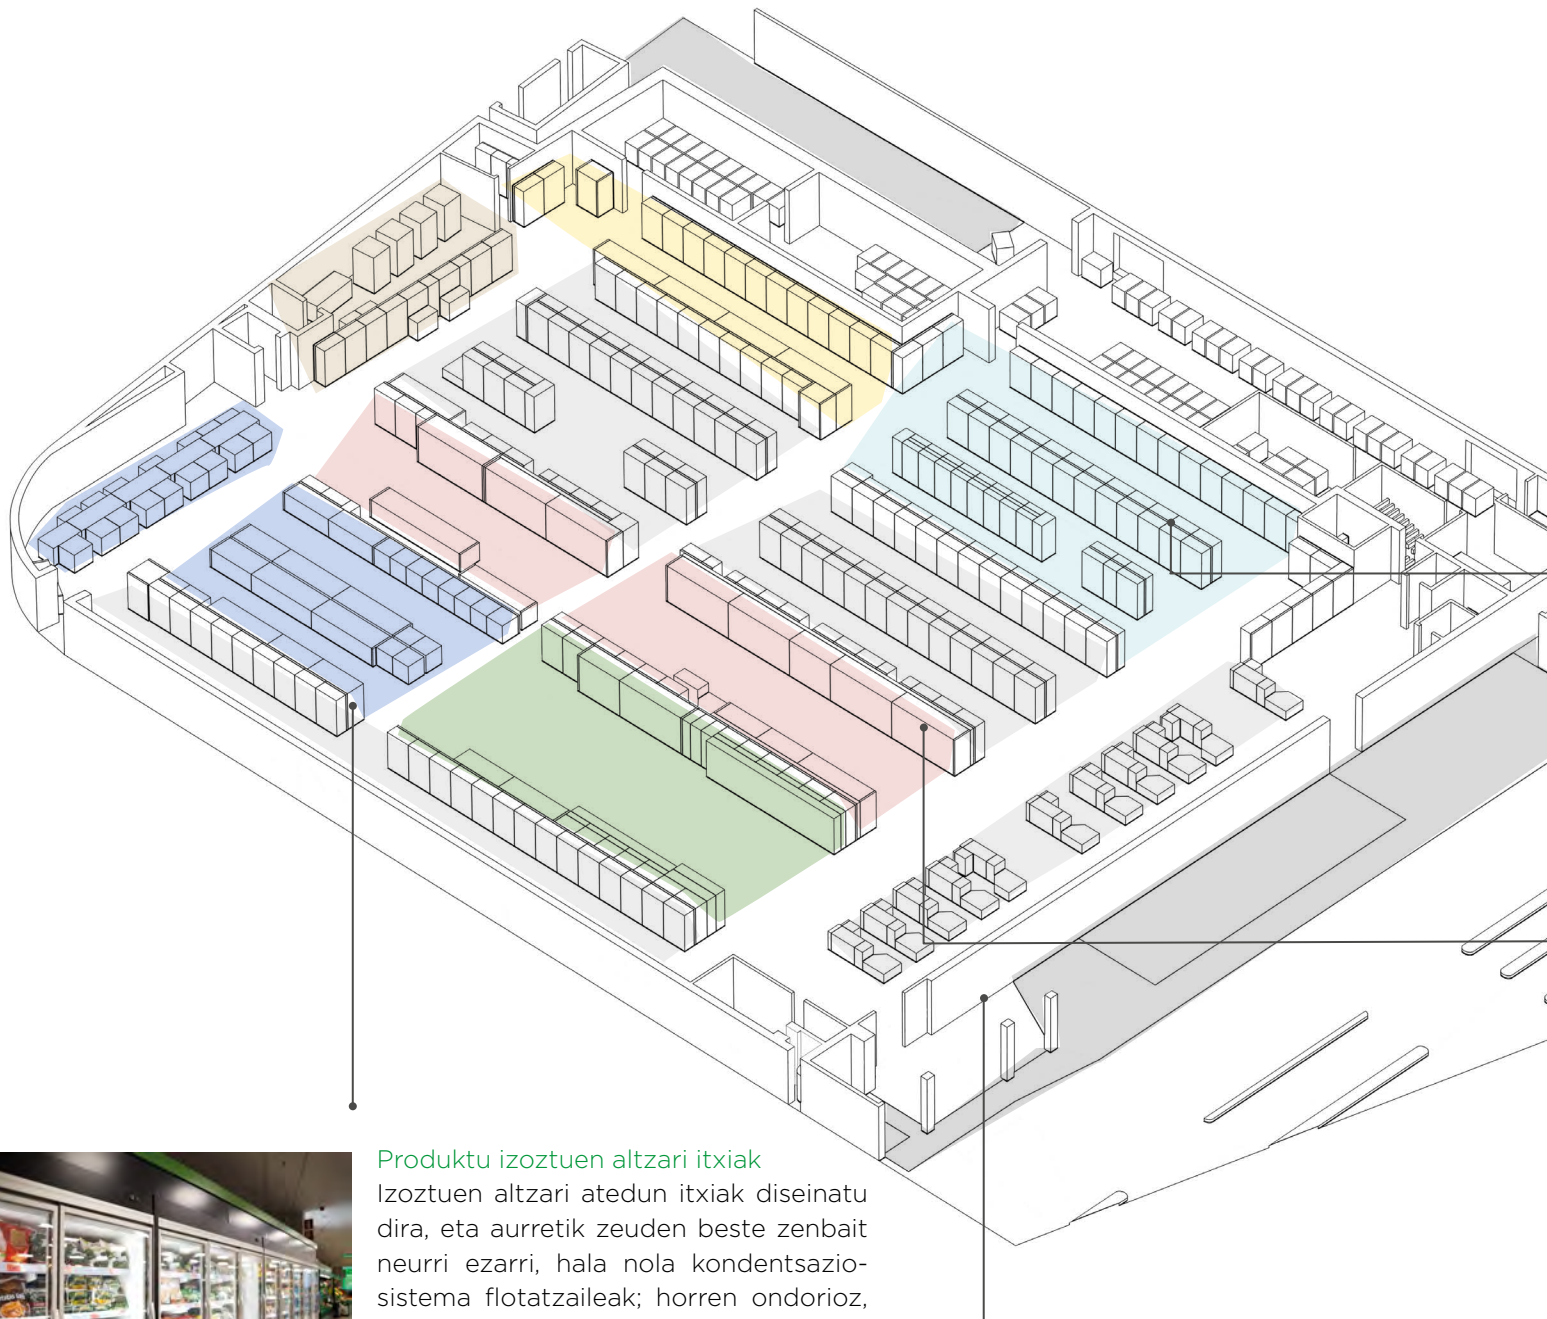 Produktu izoztuen altzari itxiak
Izoztuen altzari atedun itxiak diseinatu
dira, eta aurretik zeuden beste zenbait
neurri ezarri, hala nola kondentsazio-
sistema flotatzaileak; horren ondorioz,